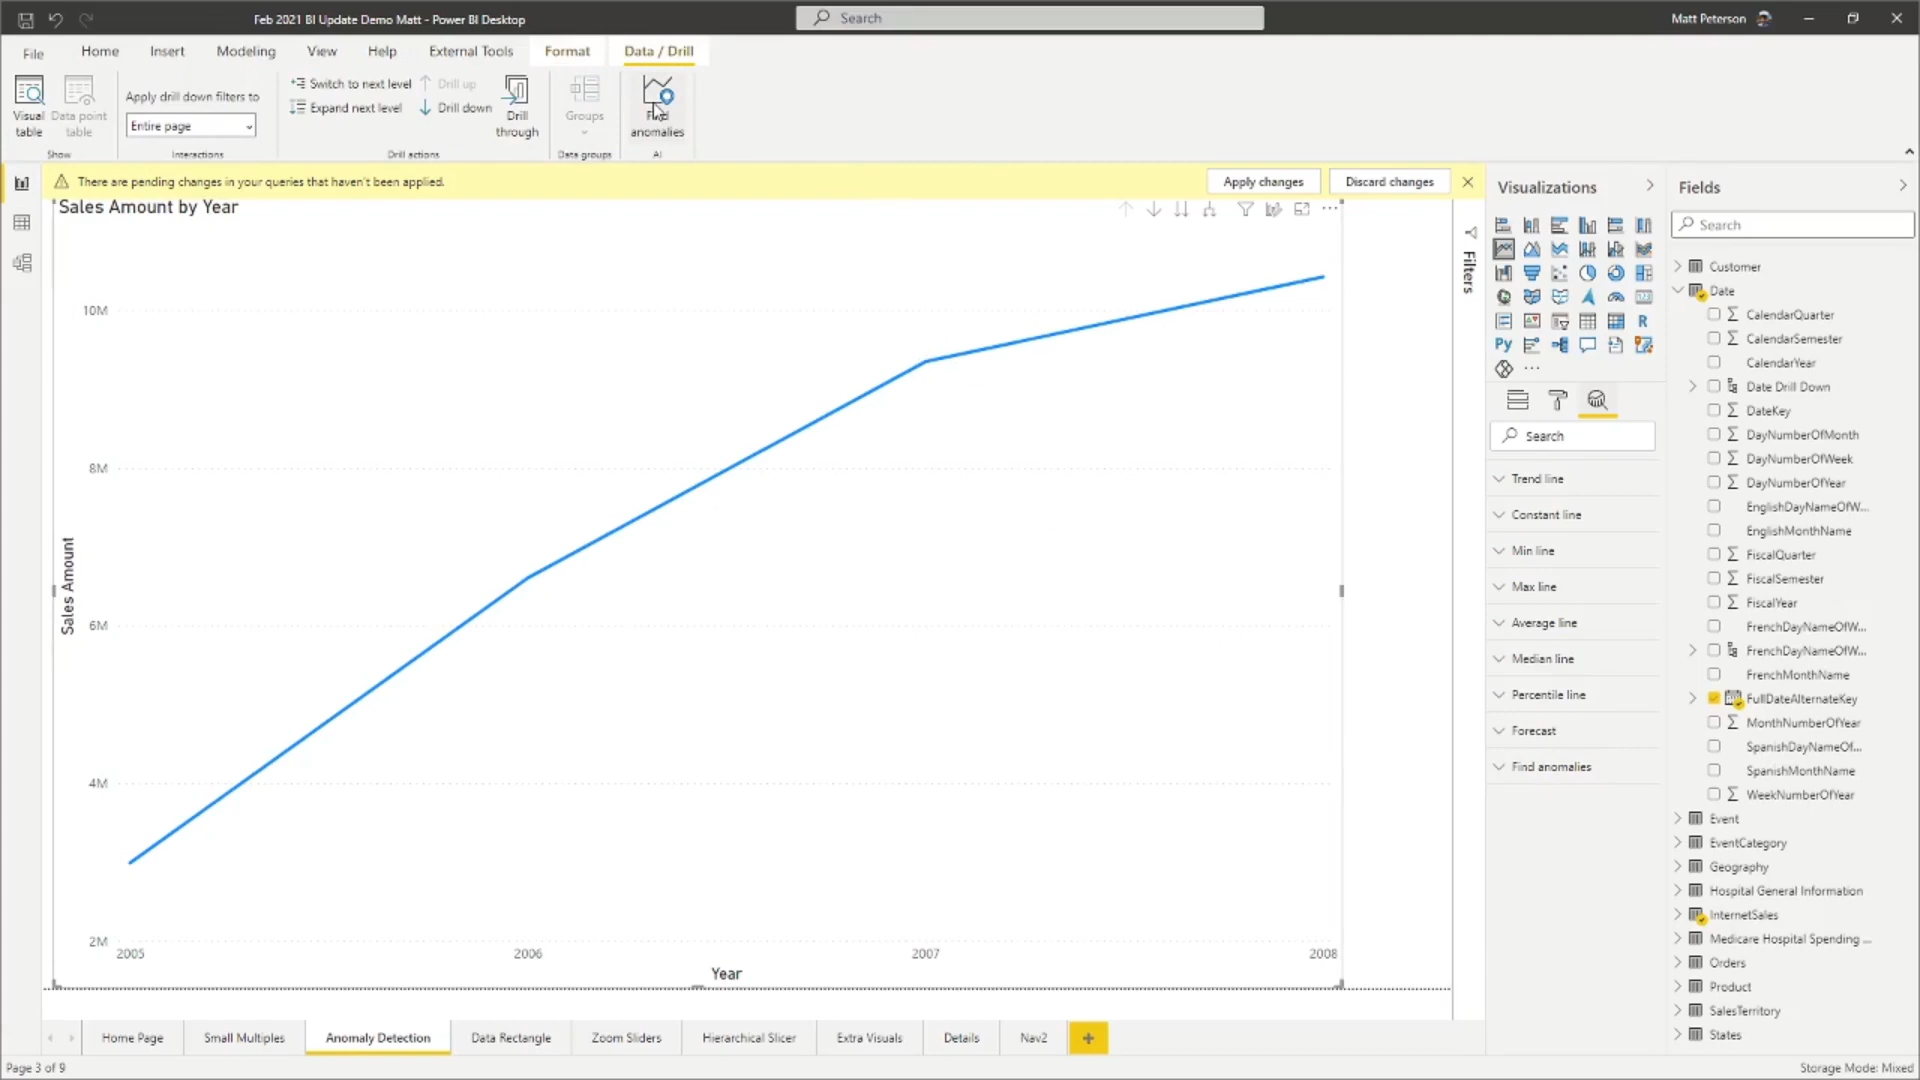 Feb 2021 BI Update Demo Matt - Power BI Desktop
Search
Matt Peterson
File
Home
Insert
Modeling
View
Help
External Tools
Format
Data / Drill
Visual table
Data point table
Show
Apply drill down filters to
Entire page
Interactions
Switch to next level
Expand next level
Drill up
Drill down
Drill through
Drill actions
Groups
Data groups
Find anomalies
AI
There are pending changes in your queries that haven't been applied.
Apply changes
Discard changes
Sales Amount by Year
10M
8M
6M
4M
2M
Sales Amount
2005
2006
2007
2008
Year
Filters
Visualizations
R
Py
Search
Trend line
Constant line
Min line
Max line
Average line
Median line
Percentile line
Forecast
Find anomalies
Fields
Search
Customer
Date
CalendarQuarter
CalendarSemester
CalendarYear
Date Drill Down
DateKey
DayNumberOfMonth
DayNumberOfWeek
DayNumberOfYear
EnglishDayNameOfW...
EnglishMonthName
FiscalQuarter
FiscalSemester
FiscalYear
FrenchDayNameOfW...
FrenchDayNameOfW...
FrenchMonthName
FullDateAlternateKey
MonthNumberOfYear
SpanishDayNameOf...
SpanishMonthName
WeekNumberOfYear
Event
EventCategory
Geography
Hospital General Information
InternetSales
Medicare Hospital Spending ...
Orders
Product
SalesTerritory
States
Home Page
Small Multiples
Anomaly Detection
Data Rectangle
Zoom Sliders
Hierarchical Slicer
Extra Visuals
Details
Nav2
Page 3 of 9
Storage Mode: Mixed